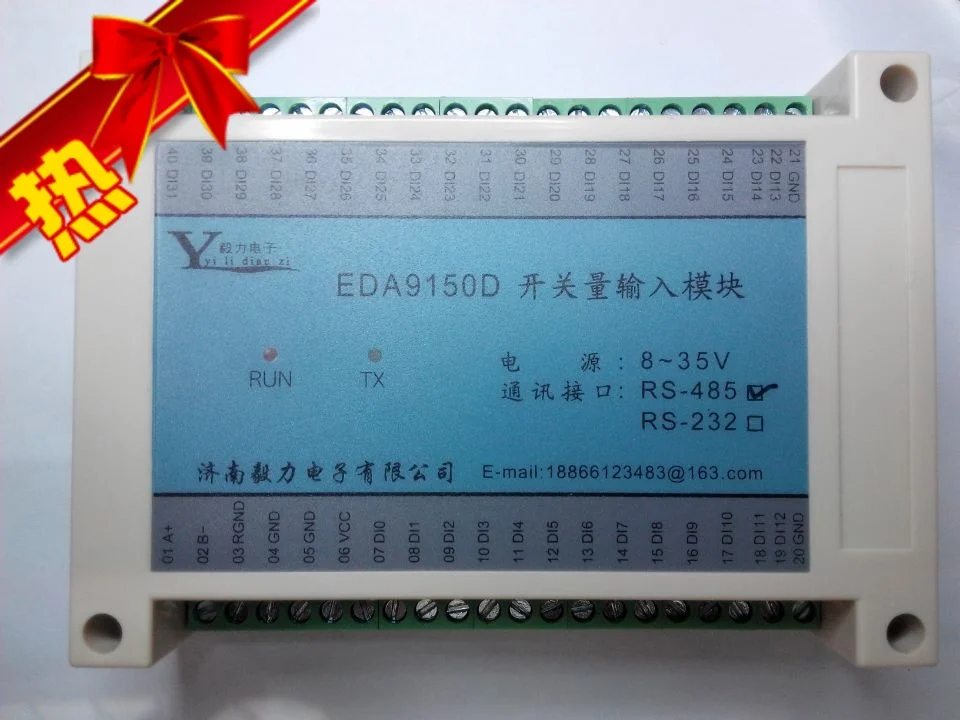 热
40 DI31
39 DI30
38 DI29
37 DI28
36 DI27
35 DI26
34 DI25
33 DI24
32 DI23
31 DI22
30 DI21
29 DI20
28 DI19
27 DI18
26 DI17
25 DI16
24 DI15
23 DI14
22 DI13
21 GND
Y 毅力电子
yi li dian zi
EDA9150D 开关量输入模块
RUN TX
电 源: 8~35V
通讯接口: RS-485 ☑
RS-232 ☐
济南毅力电子有限公司 E-mail:18866123483@163.com
01 A+
02 B-
03 RGND
04 GND
05 GND
06 VCC
07 DI0
08 DI1
09 DI2
10 DI3
11 DI4
12 DI5
13 DI6
14 DI7
15 DI8
16 DI9
17 DI10
18 DI11
19 DI12
20 GND